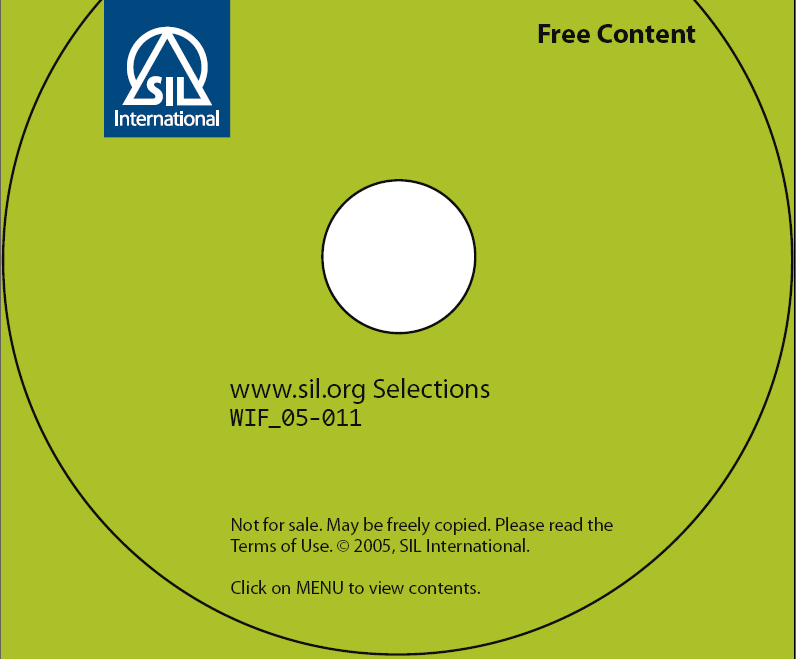 SIL
International
Free Content
www.sil.org Selections
WIF_05-011
Not for sale. May be freely copied. Please read the
Terms of Use. © 2005, SIL International.
Click on MENU to view contents.